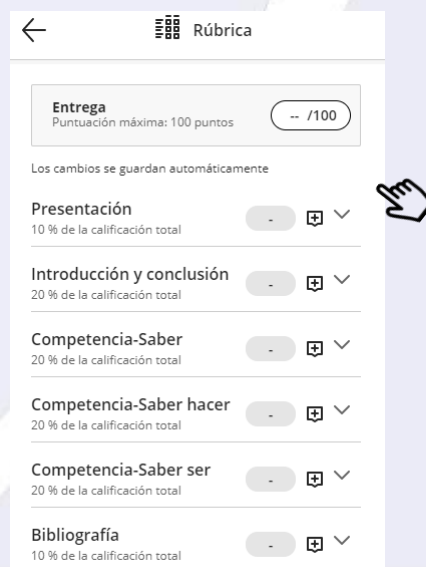 Rúbrica
Entrega
Puntuación máxima: 100 puntos
-- /100
Los cambios se guardan automáticamente
Presentación
10 % de la calificación total
-
Introducción y conclusión
20 % de la calificación total
-
Competencia-Saber
20 % de la calificación total
-
Competencia-Saber hacer
20 % de la calificación total
-
Competencia-Saber ser
20 % de la calificación total
-
Bibliografía
10 % de la calificación total
-